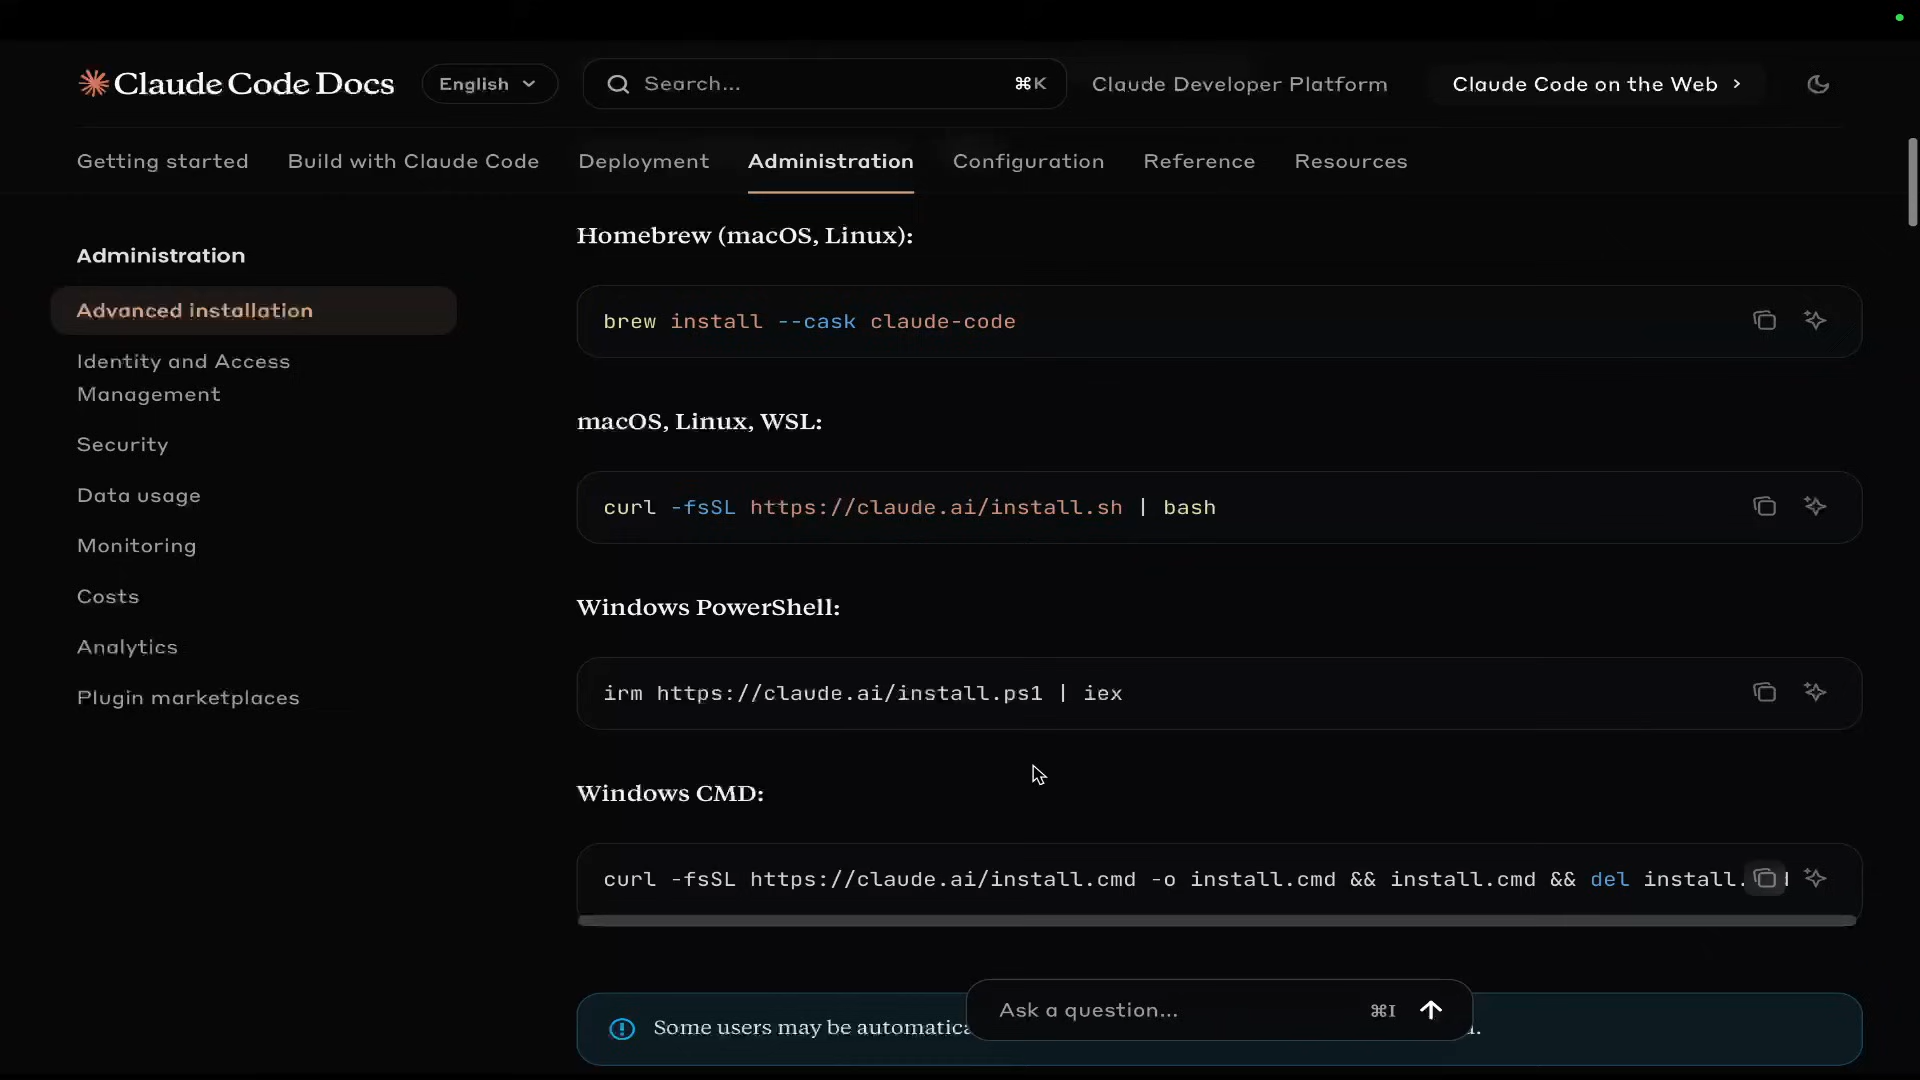 Claude Code Docs
English
Search...
⌘K
Claude Developer Platform
Claude Code on the Web
Getting started
Build with Claude Code
Deployment
Administration
Configuration
Reference
Resources
Administration
Advanced installation
Identity and Access
Management
Security
Data usage
Monitoring
Costs
Analytics
Plugin marketplaces
Homebrew (macOS, Linux):
brew install --cask claude-code
macOS, Linux, WSL:
curl -fsSL https://claude.ai/install.sh | bash
Windows PowerShell:
irm https://claude.ai/install.ps1 | iex
Windows CMD:
curl -fsSL https://claude.ai/install.cmd -o install.cmd && install.cmd && del install.
Some users may be
Ask a question...
⌘I